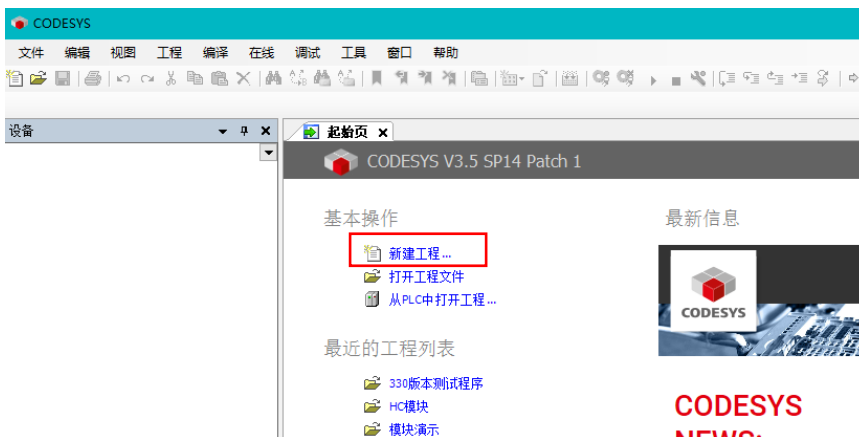 CODESYS
文件 编辑 视图 工程 编译 在线 调试 工具 窗口 帮助
设备
起始页
CODESYS V3.5 SP14 Patch 1
基本操作
新建工程...
打开工程文件
从PLC中打开工程...
最近的工程列表
330版本测试程序
HC模块
模块演示
最新信息
CODESYS
CODESYS
NEWS: